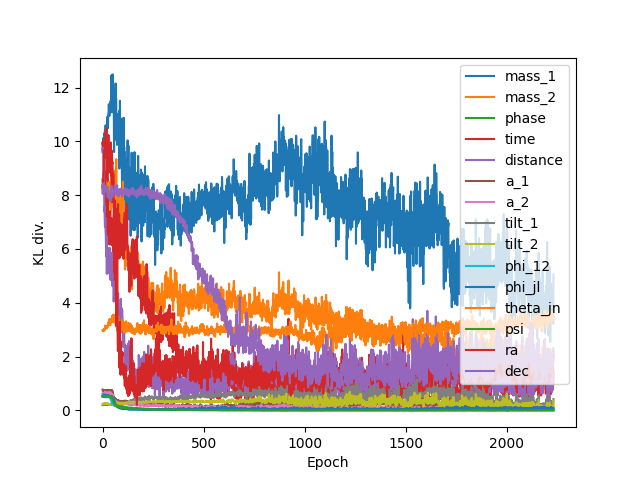 12
10
8
6
4
2
0
KL div.
0
500
1000
1500
2000
Epoch
mass_1
mass_2
phase
time
distance
a_1
a_2
tilt_1
tilt_2
phi_12
phi_jl
theta_jn
psi
ra
dec